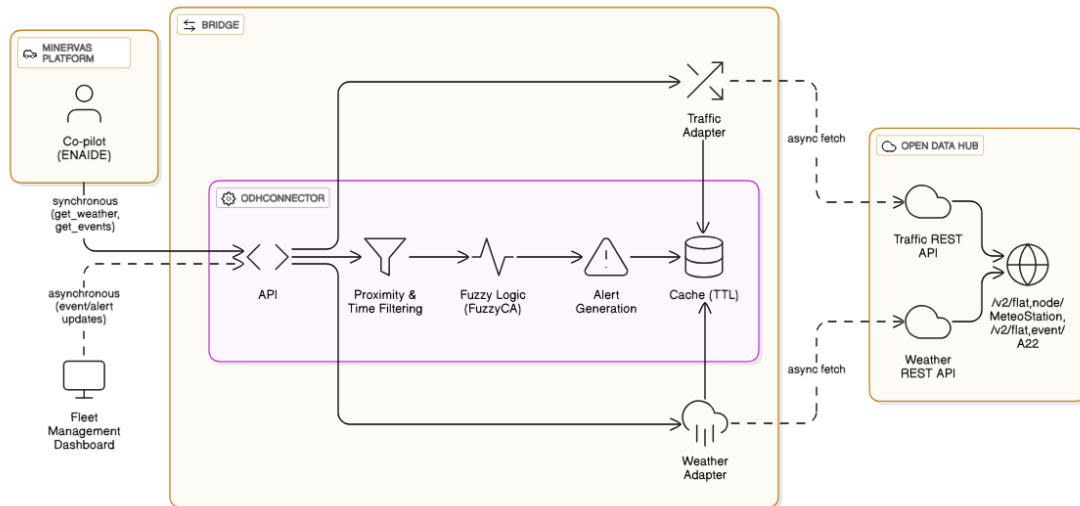 MINERVAS
PLATFORM
Co-pilot
(ENAIDE)
synchronous
(get_weather,
get_events)
asynchronous
(event/alert
updates)
Fleet
Management
Dashboard
BRIDGE
ODHCONNECTOR
API
Proximity &
Time Filtering
Fuzzy Logic
(FuzzyCA)
Alert
Generation
Cache (TTL)
Traffic
Adapter
Weather
Adapter
async fetch
async fetch
OPEN DATA HUB
Traffic REST
API
Weather
REST API
/v2/flat,node/
MeteoStation,
/v2/flat,event/
A22